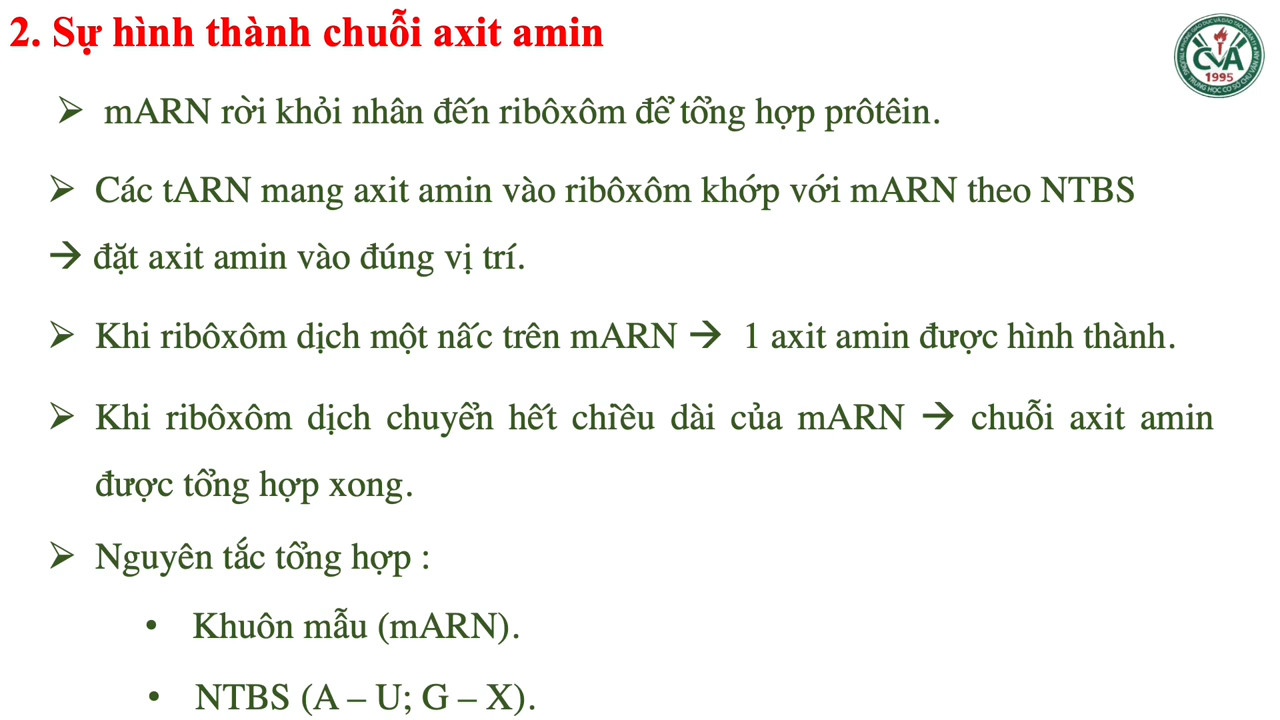 2. Sự hình thành chuỗi axit amin
CVA
1995
➢ mARN rời khỏi nhân đến ribôxôm để tổng hợp prôtêin.
➢ Các tARN mang axit amin vào ribôxôm khớp với mARN theo NTBS
→ đặt axit amin vào đúng vị trí.
➢ Khi ribôxôm dịch một nấc trên mARN → 1 axit amin được hình thành.
➢ Khi ribôxôm dịch chuyển hết chiều dài của mARN → chuỗi axit amin
được tổng hợp xong.
➢ Nguyên tắc tổng hợp :
• Khuôn mẫu (mARN).
• NTBS (A – U; G – X).